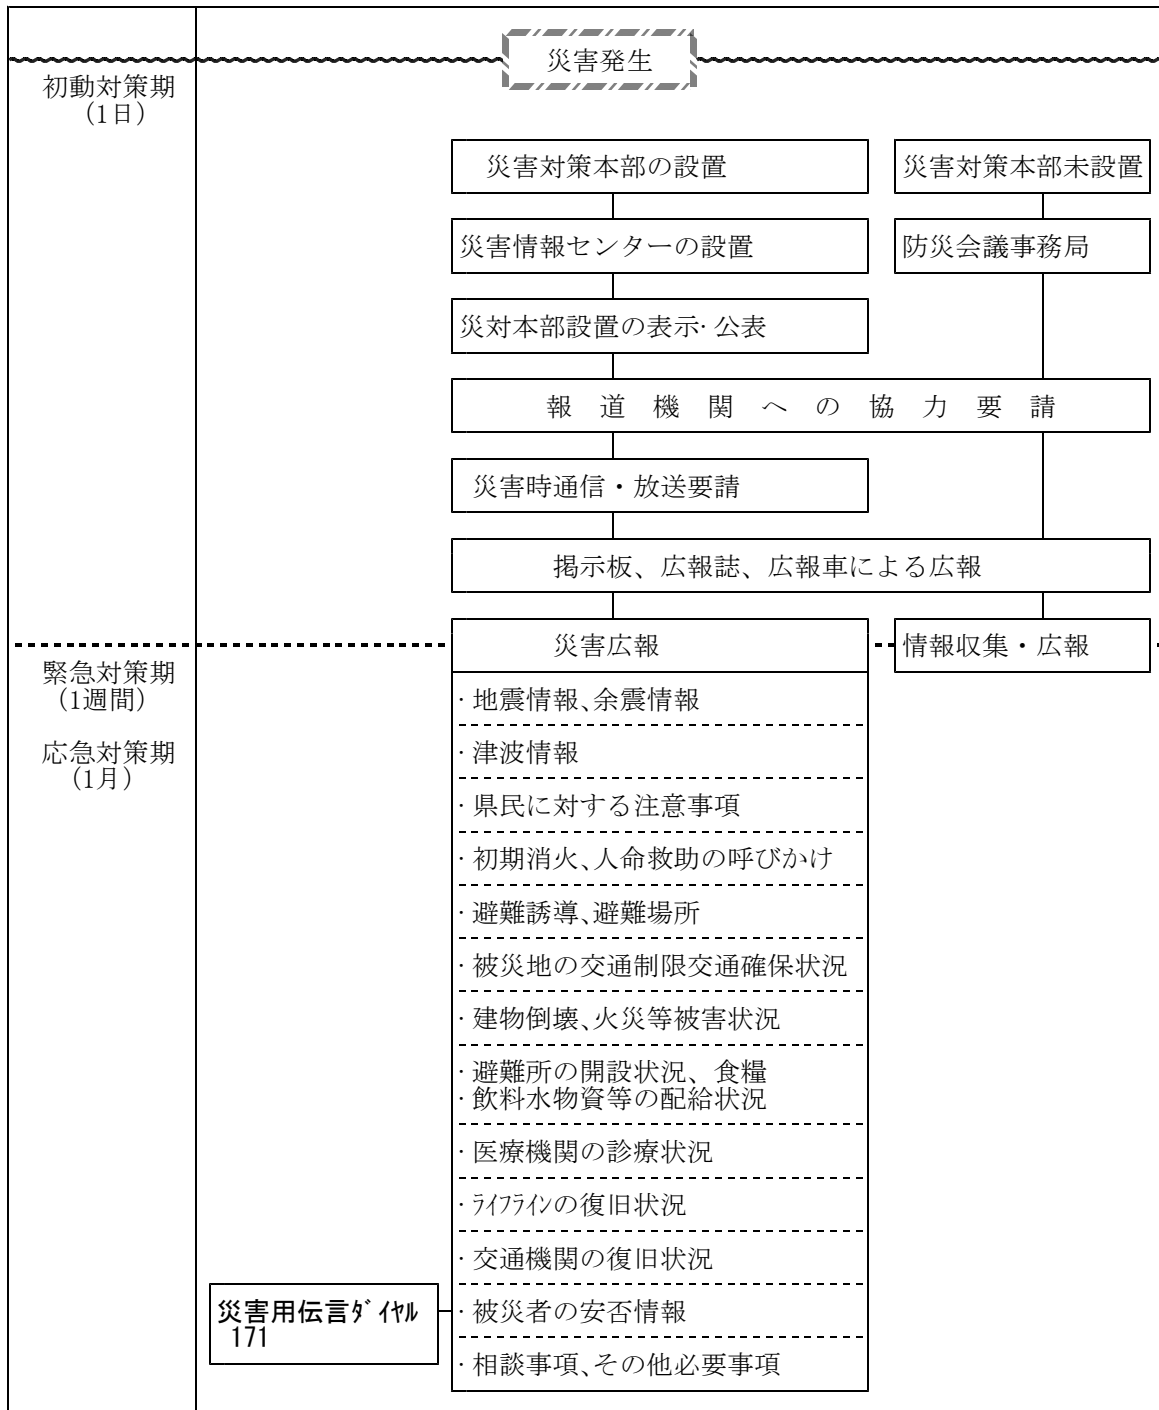 災害発生
初動対策期
(1日)
災害対策本部の設置
災害対策本部未設置
災害情報センターの設置
防災会議事務局
災対本部設置の表示･公表
報道機関への協力要請
災害時通信・放送要請
掲示板、広報誌、広報車による広報
災害広報
情報収集・広報
緊急対策期
(1週間)
応急対策期
(1月)
･地震情報､余震情報
･津波情報
･県民に対する注意事項
･初期消火､人命救助の呼びかけ
･避難誘導､避難場所
･被災地の交通制限交通確保状況
･建物倒壊､火災等被害状況
･避難所の開設状況、食糧
･飲料水物資等の配給状況
･医療機関の診療状況
･ﾗｲﾌﾗｲﾝの復旧状況
･交通機関の復旧状況
災害用伝言ﾀﾞｲﾔﾙ
171
･被災者の安否情報
･相談事項､その他必要事項